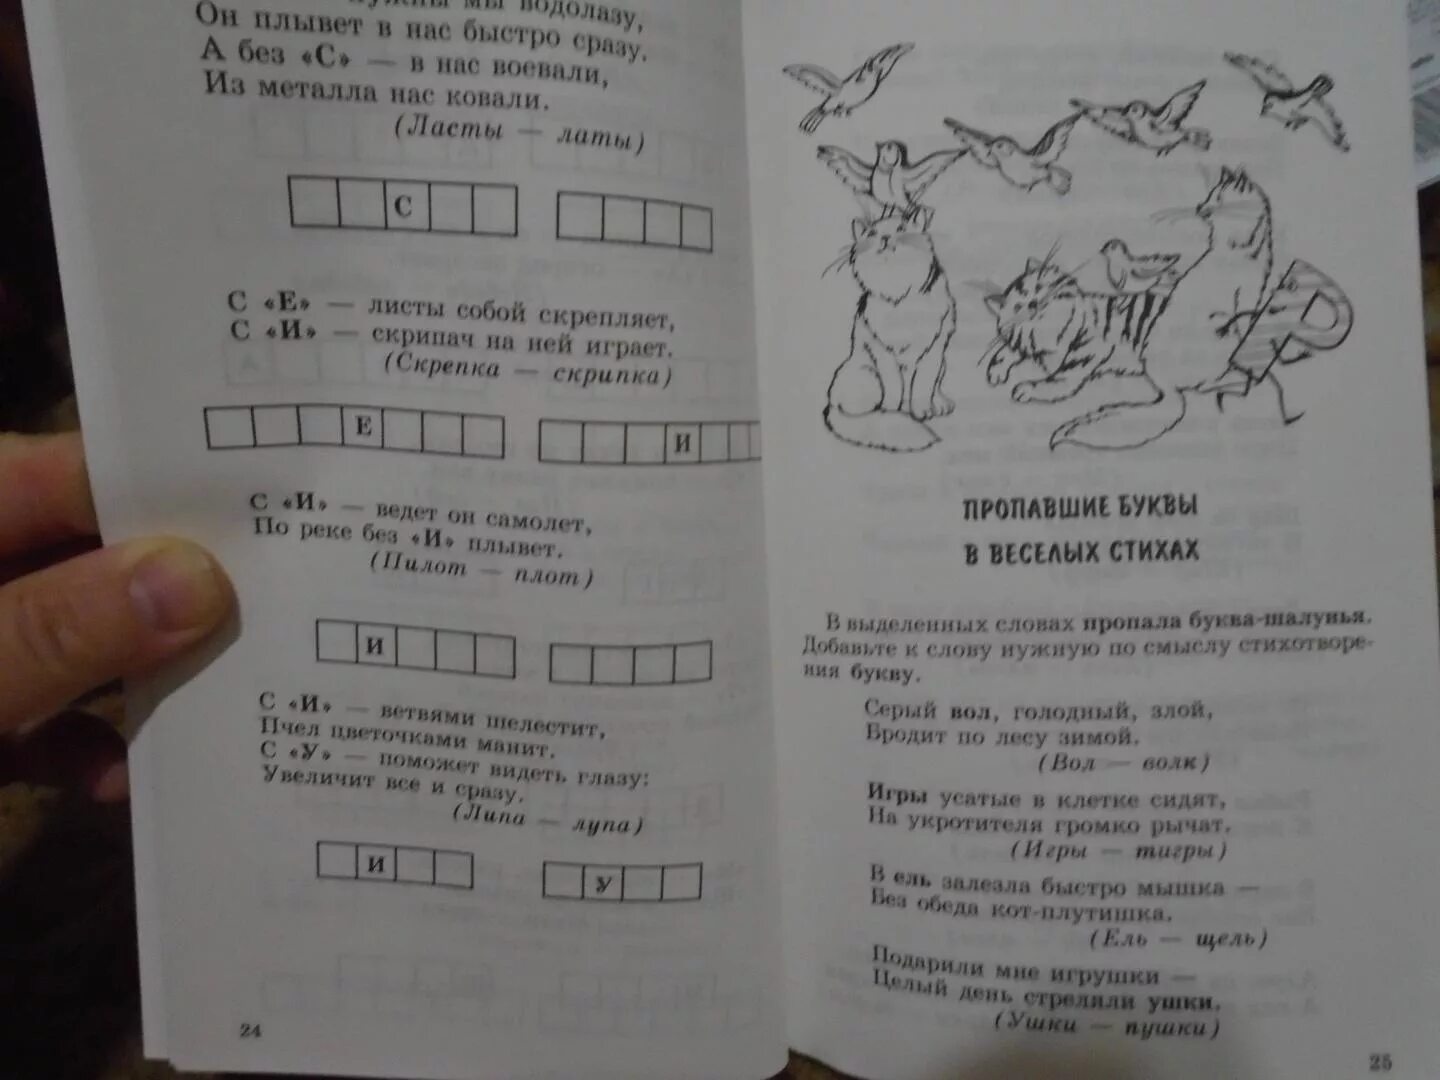 мы водолазу,
Он плывет в нас быстро сразу.
А без «С» — в нас воевали,
Из металла нас ковали.
(Ласты — латы)
С
С «Е» — листы собой скрепляет,
С «И» — скрипач на ней играет.
(Скрепка — скрипка)
Е
И
С «И» — ведет он самолет,
По реке без «И» плывет.
(Пилот — плот)
И
С «И» — ветвями шелестит,
Пчел цветочками манит.
С «У» — поможет видеть глазу:
Увеличит все и сразу.
(Липа — лупа)
И
У
24
ПРОПАВШИЕ БУКВЫ
В ВЕСЕЛЫХ СТИХАХ
В выделенных словах пропала буква-шалунья.
Добавьте к слову нужную по смыслу стихотворе-
ния букву.
Серый вол, голодный, злой,
Бродит по лесу зимой.
(Вол — волк)
Игры усатые в клетке сидят,
На укротителя громко рычат.
(Игры — тигры)
В ель залезла быстро мышка —
Без обеда кот-плутишка.
(Ель — щель)
Подарили мне игрушки —
Целый день стреляли ушки.
(Ушки — пушки)
25